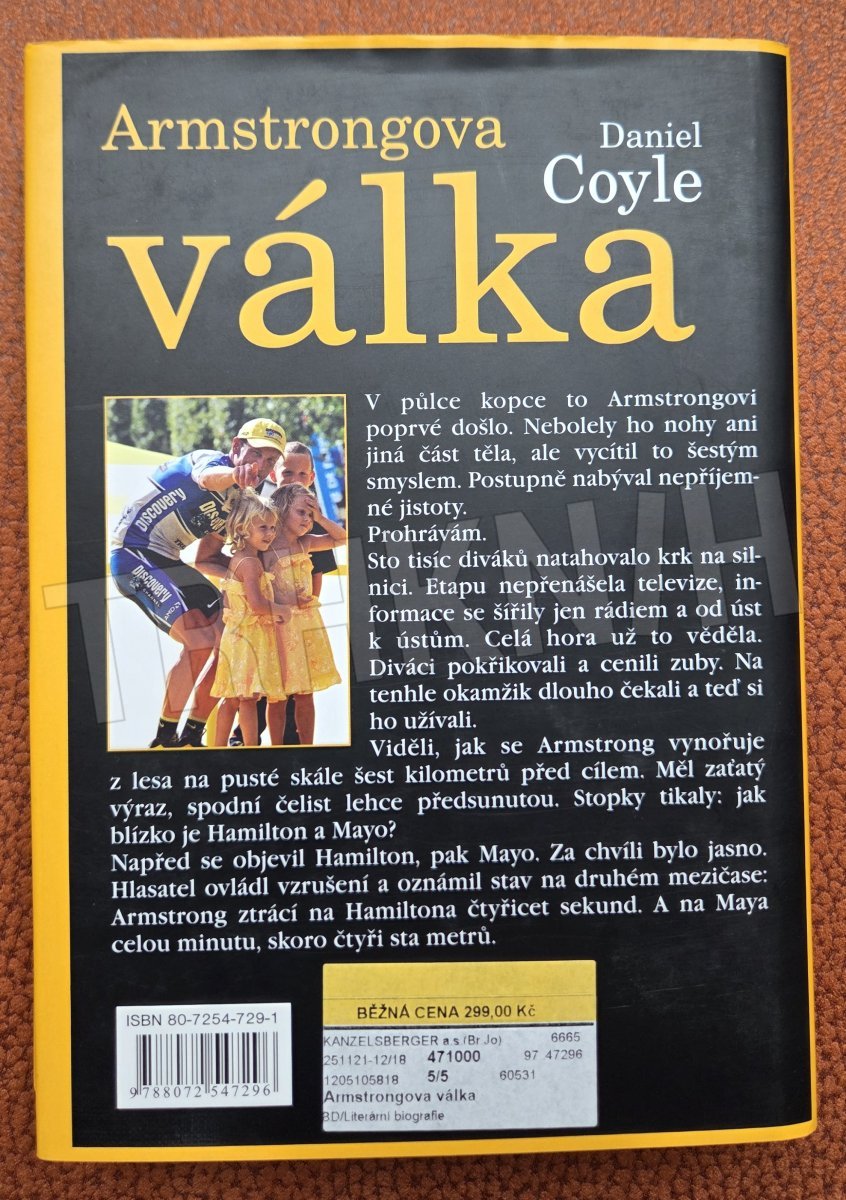 Armstrongova
Daniel
Coyle
válka
V půlce kopce to Armstrongovi
poprvé došlo. Nebolely ho nohy ani
jiná část těla, ale vycítil to šestým
smyslem. Postupně nabýval nepříjem-
né jistoty.
Prohrávám.
Sto tisíc diváků natahovalo krk na sil-
nici. Etapu nepřenášela televize, in-
formace se šířily jen rádiem a od úst
k ústům. Celá hora už to věděla.
Diváci pokřikovali a cenili zuby. Na
tenhle okamžik dlouho čekali a teď si
ho užívali.
Viděli, jak se Armstrong vynořuje
z lesa na pusté skále šest kilometrů před cílem. Měl zaťatý
výraz, spodní čelist lehce předsunutou. Stopky tikaly: jak
blízko je Hamilton a Mayo?
Napřed se objevil Hamilton, pak Mayo. Za chvíli bylo jasno.
Hlasatel ovládl vzrušení a oznámil stav na druhém mezičase:
Armstrong ztrácí na Hamiltona čtyřicet sekund. A na Maya
celou minutu, skoro čtyři sta metrů.
Discovery
Discovery
CHANNEL
ISBN 80-7254-729-1
9 788072 547296
BĚŽNÁ CENA 299,00 Kč
KANZELSBERGER a.s.(Br.Jo) 6665
251121-12/18 471000 97 47296
1205105818 5/5 60531
Armstrongova válka
BD/Literární biografie